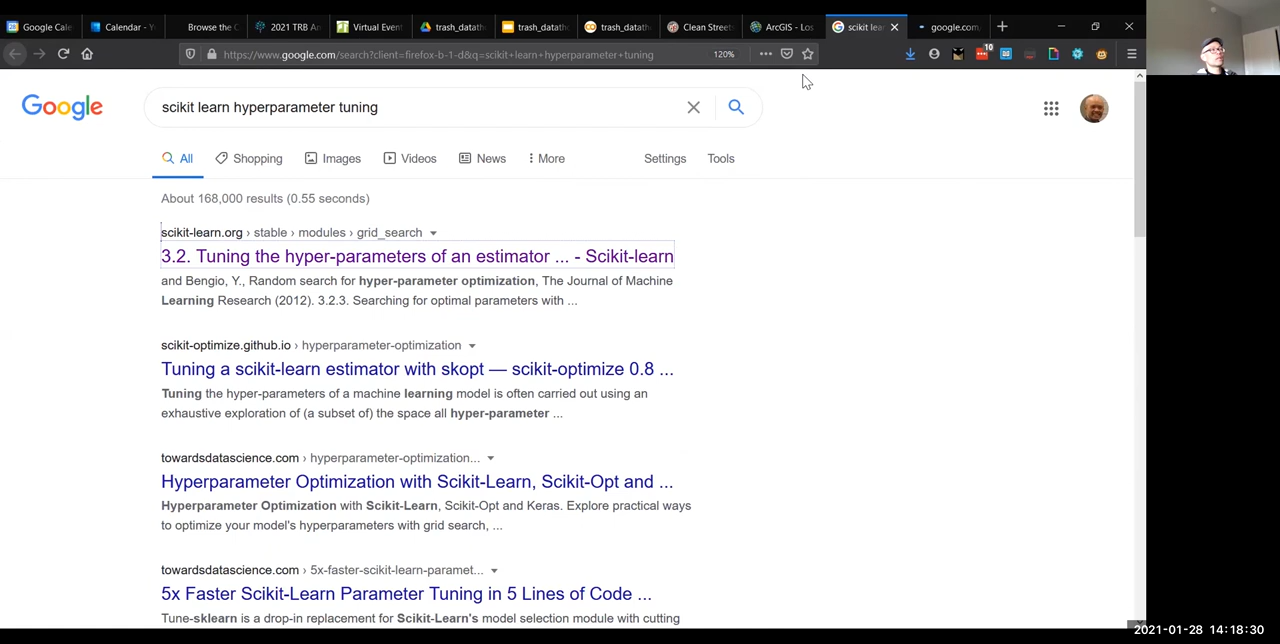 Google Cale
Calendar - Y
Browse the C
2021 TRB An
Virtual Event
trash_datath
trash_datath
trash_datath
Clean Streets
ArcGIS - Los
scikit lear
google.com/
https://www.google.com/search?client=firefox-b-1-d&q=scikit+learn+hyperparameter+tuning
120%
10
Google
scikit learn hyperparameter tuning
All
Shopping
Images
Videos
News
More
Settings
Tools
About 168,000 results (0.55 seconds)
scikit-learn.org › stable › modules › grid_search
3.2. Tuning the hyper-parameters of an estimator ... - Scikit-learn
and Bengio, Y., Random search for hyper-parameter optimization, The Journal of Machine
Learning Research (2012). 3.2.3. Searching for optimal parameters with ...
scikit-optimize.github.io › hyperparameter-optimization
Tuning a scikit-learn estimator with skopt — scikit-optimize 0.8 ...
Tuning the hyper-parameters of a machine learning model is often carried out using an
exhaustive exploration of (a subset of) the space all hyper-parameter ...
towardsdatascience.com › hyperparameter-optimization...
Hyperparameter Optimization with Scikit-Learn, Scikit-Opt and ...
Hyperparameter Optimization with Scikit-Learn, Scikit-Opt and Keras. Explore practical ways
to optimize your model's hyperparameters with grid search, ...
towardsdatascience.com › 5x-faster-scikit-learn-paramet...
5x Faster Scikit-Learn Parameter Tuning in 5 Lines of Code ...
Tune-sklearn is a drop-in replacement for Scikit-Learn's model selection module with cutting
2021-01-28 14:18:30